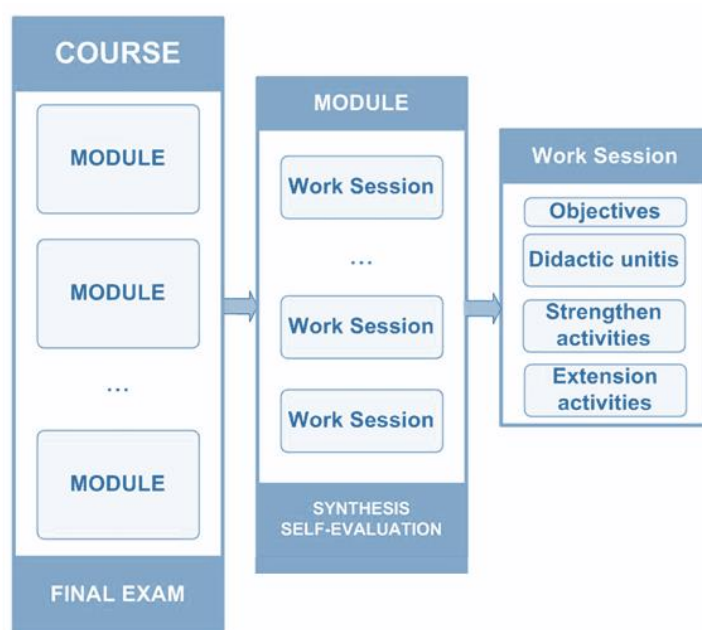 COURSE
MODULE
MODULE
...
MODULE
FINAL EXAM
MODULE
Work Session
...
Work Session
Work Session
SYNTHESIS
SELF-EVALUATION
Work Session
Objectives
Didactic unitis
Strengthen
activities
Extension
activities